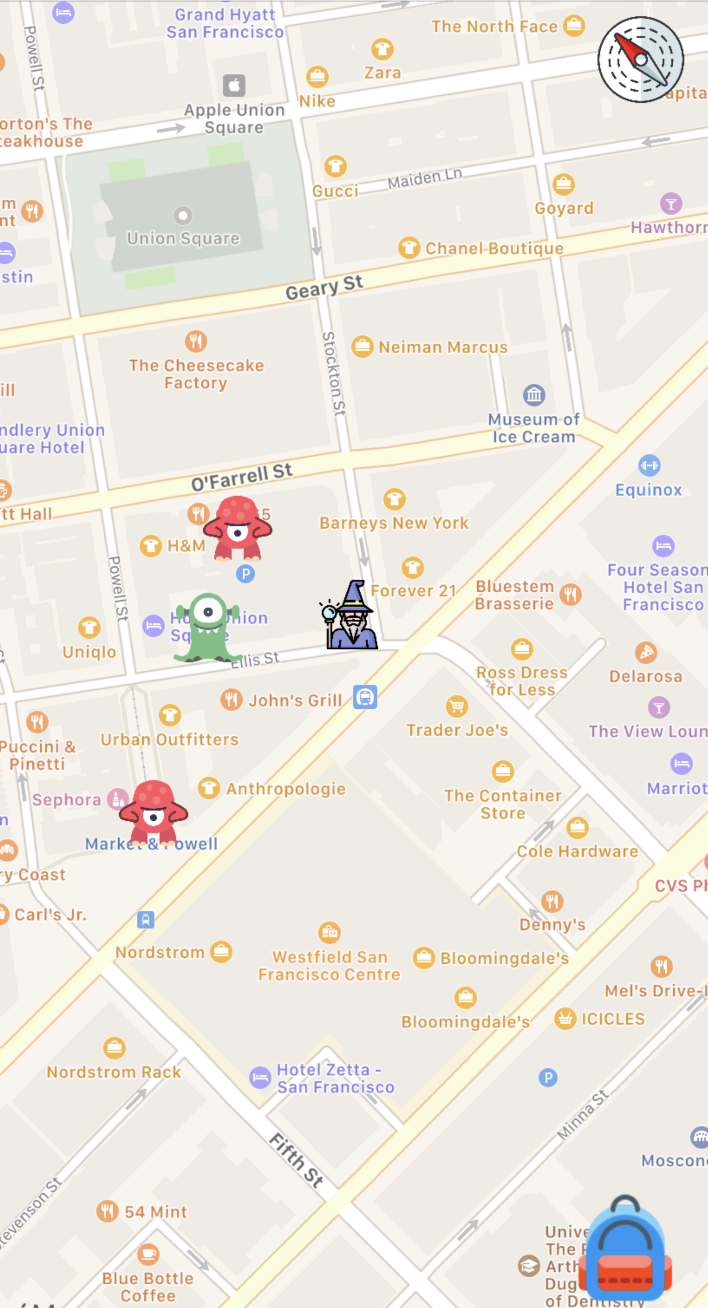 Grand Hyatt
San Francisco
The North Face
Powell St
Zara
Nike
Apple Union
Square
orton's The
teakhouse
apita
Gucci
Maiden Ln
Goyard
Hawthorn
Union Square
Chanel Boutique
stin
Geary St
Stockton St
Neiman Marcus
The Cheesecake
Factory
ill
Museum of
Ice Cream
ndlery Union
uare Hotel
O'Farrell St
Equinox
tt Hall
Barneys New York
H&M
Powell St
P
Forever 21
Four Season
Hotel San
Francisco
Bluestem
Brasserie
Uniqlo
Ellis St
Ross Dress
for Less
Delarosa
John's Grill
Urban Outfitters
Trader Joe's
The View Loun
Puccini &
Pinetti
Marriot
Sephora
Anthropologie
The Container
Store
Market & Powell
Cole Hardware
ry Coast
CVS Ph
Carl's Jr.
Denny's
Nordstrom
Westfield San
Francisco Centre
Bloomingdale's
Mel's Drive-I
Bloomingdale's
ICICLES
Nordstrom Rack
Hotel Zetta -
San Francisco
P
Minna St
Moscone
Fifth St
Stevenson St
54 Mint
Blue Bottle
Coffee
Unive
The
Arth
Dug
of Dentistry